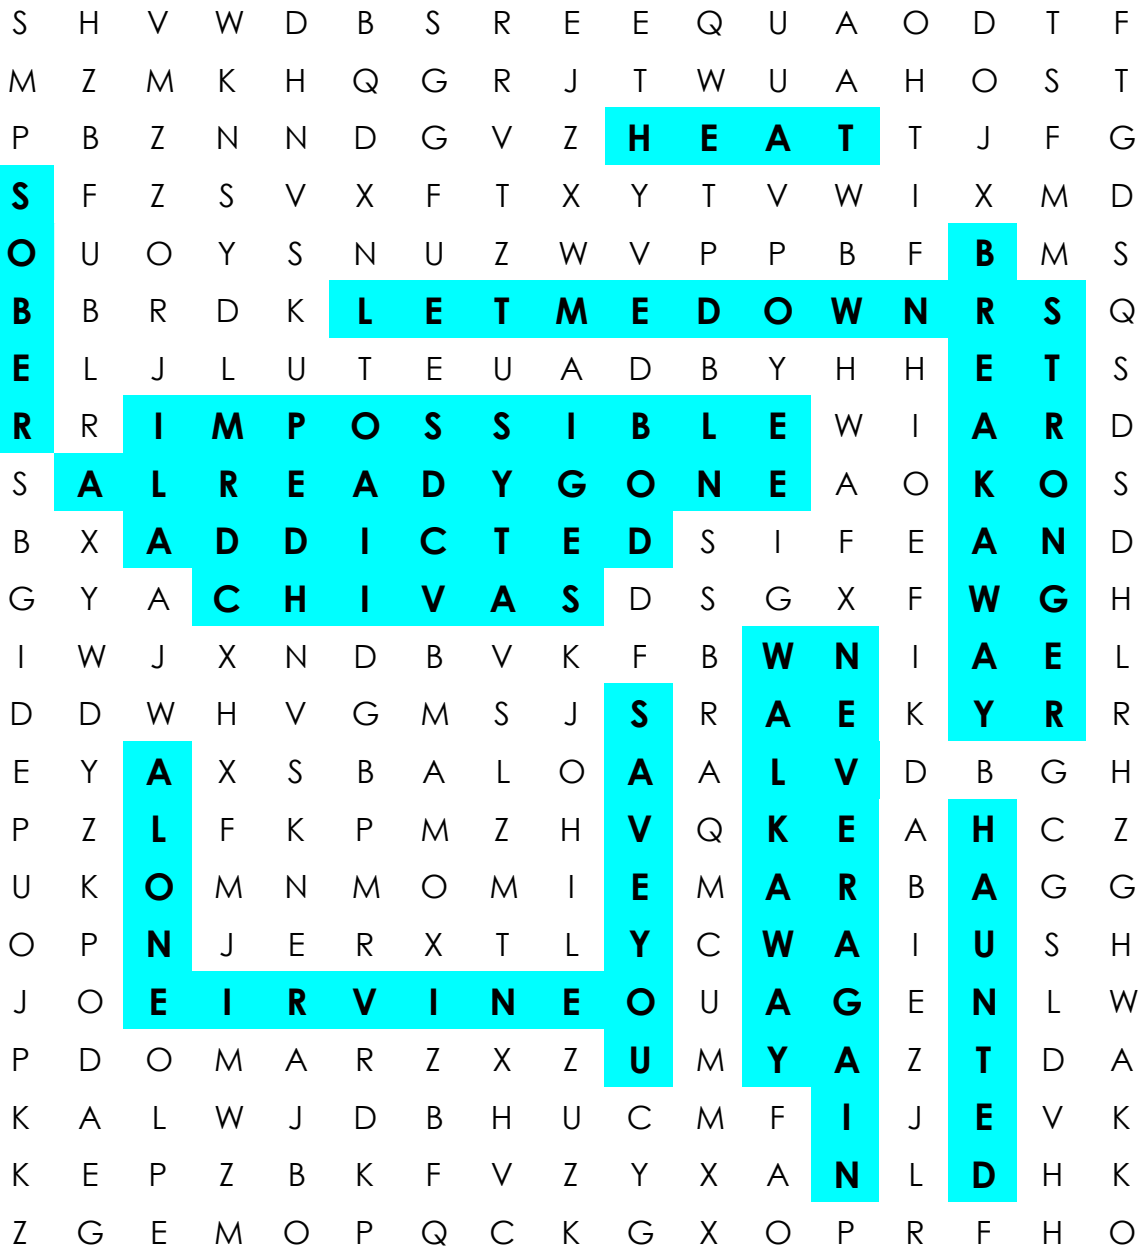 S H V W D B S R E E Q U A O D T F
M Z M K H Q G R J T W U A H O S T
P B Z N N D G V Z H E A T T J F G
S F Z S V X F T X Y T V W I X M D
O U O Y S N U Z W V P P B F B M S
B B R D K L E T M E D O W N R S Q
E L J L U T E U A D B Y H H E T S
R R I M P O S S I B L E W I A R D
S A L R E A D Y G O N E A O K O S
B X A D D I C T E D S I F E A N D
G Y A C H I V A S D S G X F W G H
I W J X N D B V K F B W N I A E L
D D W H V G M S J S R A E K Y R R
E Y A X S B A L O A A L V D B G H
P Z L F K P M Z H V Q K E A H C Z
U K O M N M O M I E M A R B A G G
O P N J E R X T L Y C W A I U S H
J O E I R V I N E O U A G E N L W
P D O M A R Z X Z U M Y A Z T D A
K A L W J D B H U C M F I J E V K
K E P Z B K F V Z Y X A N L D H K
Z G E M O P Q C K G X O P R F H O